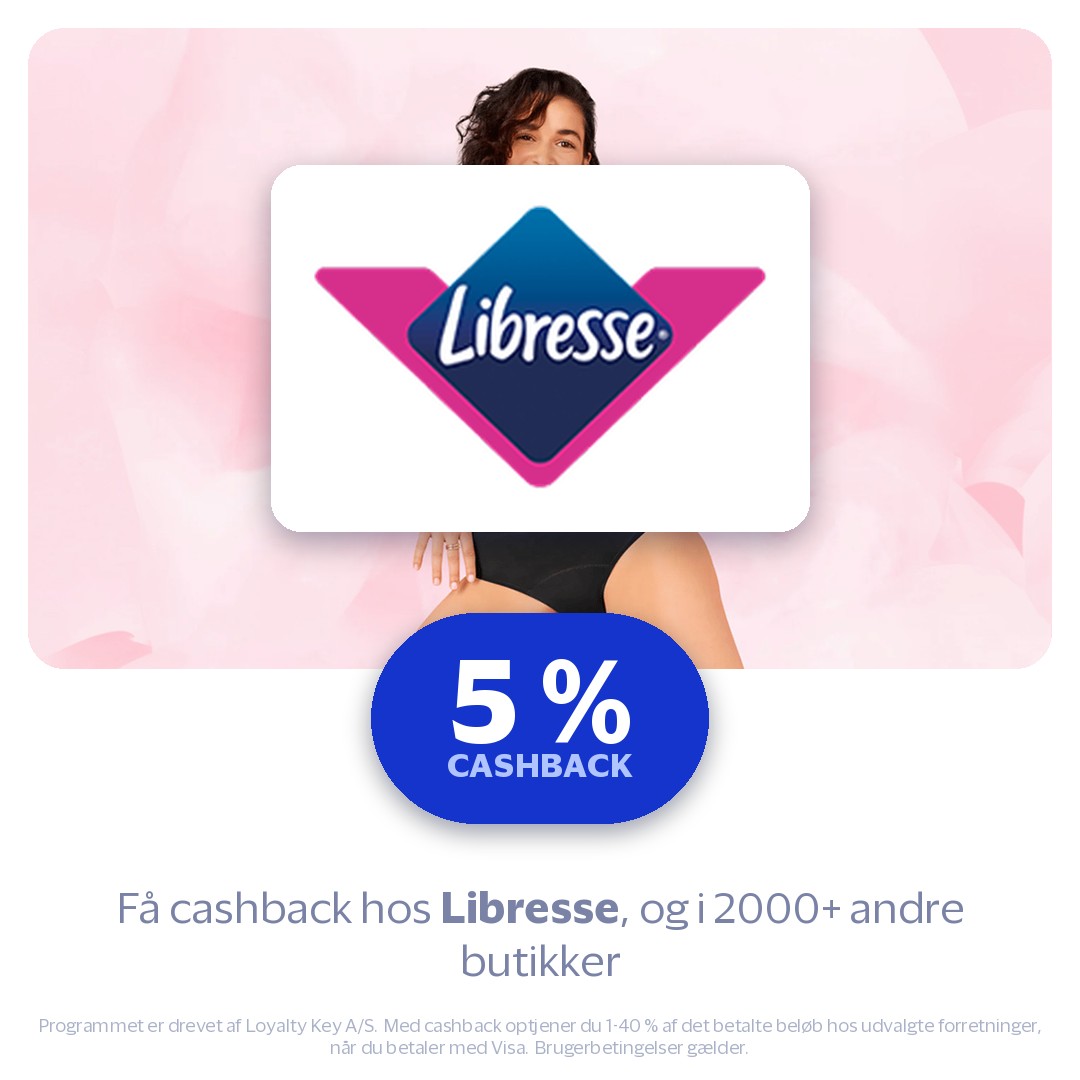 Libresse
5 %
CASHBACK
Få cashback hos Libresse, og i 2000+ andre
butikker
Programmet er drevet af Loyalty Key A/S. Med cashback optjener du 1-40 % af det betalte beløb hos udvalgte forretninger,
når du betaler med Visa. Brugerbetingelser gælder.